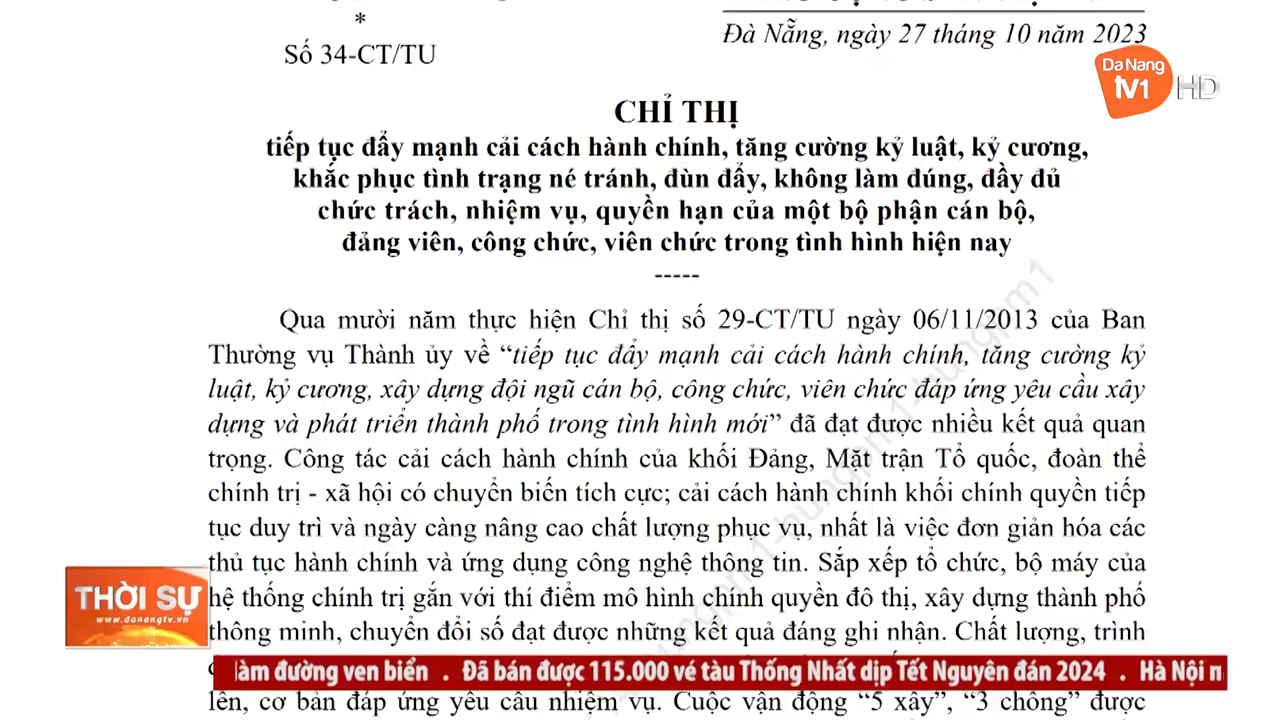 *
Số 34-CT/TU
Đà Nẵng, ngày 27 tháng 10 năm 2023
Da Nang
tv1
HD
CHỈ THỊ
tiếp tục đẩy mạnh cải cách hành chính, tăng cường kỷ luật, kỷ cương,
khắc phục tình trạng né tránh, đùn đẩy, không làm đúng, đầy đủ
chức trách, nhiệm vụ, quyền hạn của một bộ phận cán bộ,
đảng viên, công chức, viên chức trong tình hình hiện nay
-----
Qua mười năm thực hiện Chỉ thị số 29-CT/TU ngày 06/11/2013 của Ban
Thường vụ Thành ủy về “tiếp tục đẩy mạnh cải cách hành chính, tăng cường kỷ
luật, kỷ cương, xây dựng đội ngũ cán bộ, công chức, viên chức đáp ứng yêu cầu xây
dựng và phát triển thành phố trong tình hình mới” đã đạt được nhiều kết quả quan
trọng. Công tác cải cách hành chính của khối Đảng, Mặt trận Tổ quốc, đoàn thể
chính trị - xã hội có chuyển biến tích cực; cải cách hành chính khối chính quyền tiếp
tục duy trì và ngày càng nâng cao chất lượng phục vụ, nhất là việc đơn giản hóa các
thủ tục hành chính và ứng dụng công nghệ thông tin. Sắp xếp tổ chức, bộ máy của
hệ thống chính trị gắn với thí điểm mô hình chính quyền đô thị, xây dựng thành phố
thông minh, chuyển đổi số đạt được những kết quả đáng ghi nhận. Chất lượng, trình
THỜI SỰ
www.danangtv.vn
làm đường ven biển . Đã bán được 115.000 vé tàu Thống Nhất dịp Tết Nguyên đán 2024 . Hà Nội
lên, cơ bản đáp ứng yêu cầu nhiệm vụ. Cuộc vận động “5 xây”, “3 chống” được